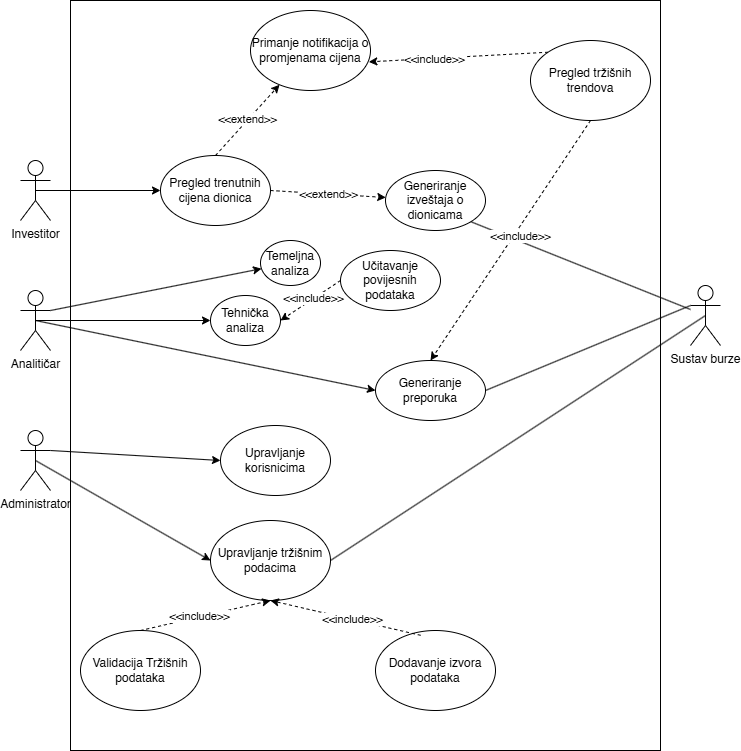 Primanje notifikacija o
promjenama cijena
<<include>>
Pregled tržišnih
trendova
<<extend>>
Pregled trenutnih
cijena dionica
<<extend>>
Generiranje
izveštaja o
dionicama
Investitor
<<include>>
Temeljna
analiza
Učitavanje
povijesnih
podataka
<<include>>
Tehnička
analiza
Analitičar
Sustav burze
Generiranje
preporuka
Upravljanje
korisnicima
Administrator
Upravljanje tržišnim
podacima
<<include>>
<<include>>
Validacija Tržišnih
podataka
Dodavanje izvora
podataka